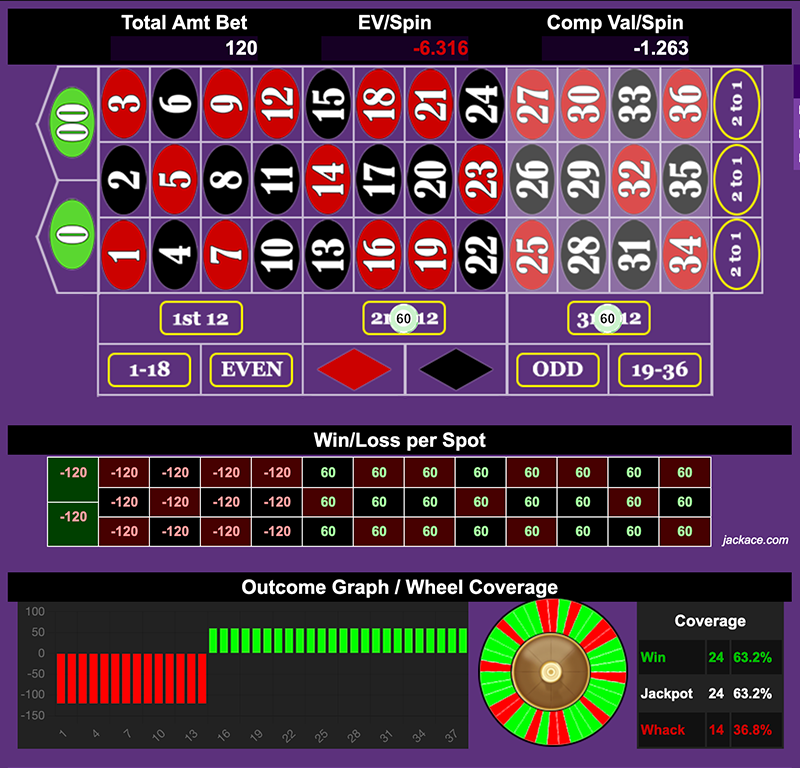 Total Amt Bet EV/Spin Comp Val/Spin
120 -6.316 -1.263
00 3 6 9 12 15 18 21 24 27 30 33 36 2 to 1
2 5 8 11 14 17 20 23 26 29 32 35 2 to 1
0 1 4 7 10 13 16 19 22 25 28 31 34 2 to 1
1st 12 60 12 60 12
1-18 EVEN ODD 19-36
Win/Loss per Spot
-120 -120 -120 -120 -120 60 60 60 60 60 60 60 60
-120 -120 -120 -120 60 60 60 60 60 60 60 60
-120 -120 -120 -120 -120 60 60 60 60 60 60 60 60
jackace.com
Outcome Graph / Wheel Coverage
100
50
0
-50
-100
-150
1 4 7 10 13 16 19 22 25 28 31 34 37
Coverage
Win 24 63.2%
Jackpot 24 63.2%
Whack 14 36.8%